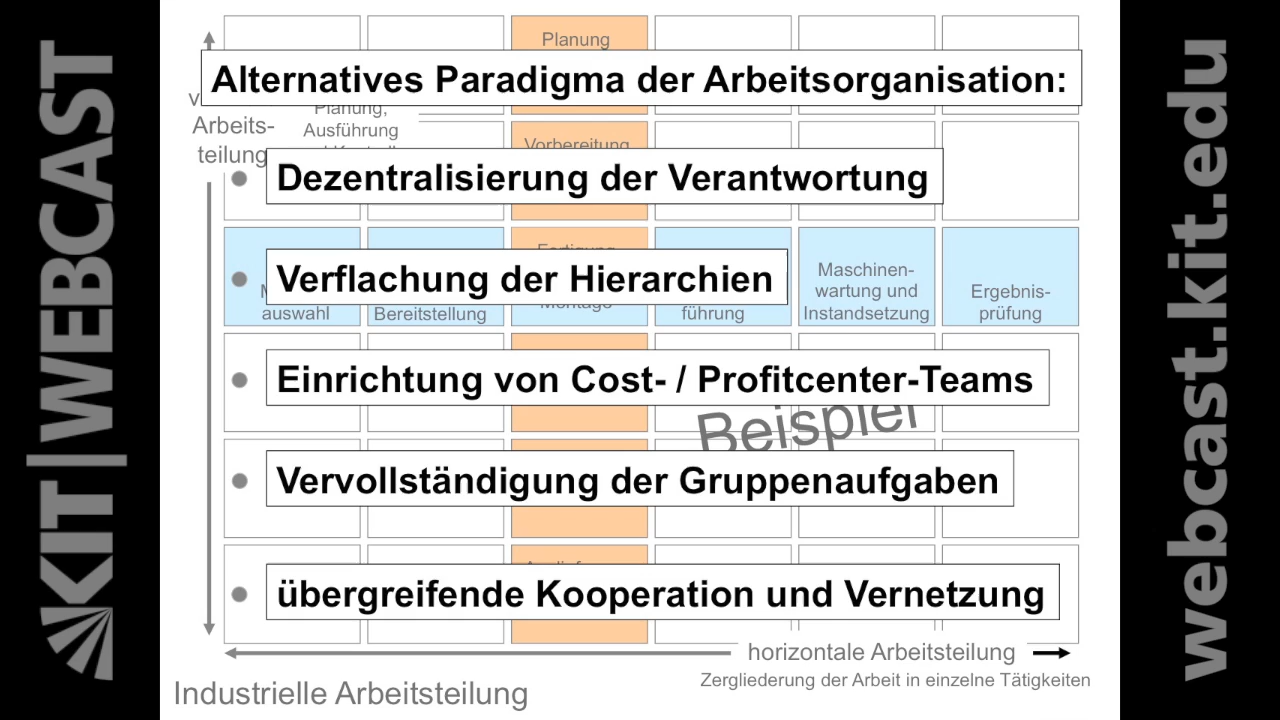 KIT | WEBCAST
Planung
Alternatives Paradigma der Arbeitsorganisation:
Planung,
Arbeits-
teilung
Ausführung
Vorbereitung
Dezentralisierung der Verantwortung
Verflachung der Hierarchien
auswahl
Bereitstellung
führung
Maschinen-
wartung und
Instandsetzung
Ergebnis-
prüfung
Einrichtung von Cost- / Profitcenter-Teams
Beispiel
Vervollständigung der Gruppenaufgaben
übergreifende Kooperation und Vernetzung
horizontale Arbeitsteilung
Zergliederung der Arbeit in einzelne Tätigkeiten
Industrielle Arbeitsteilung
webcast.kit.edu